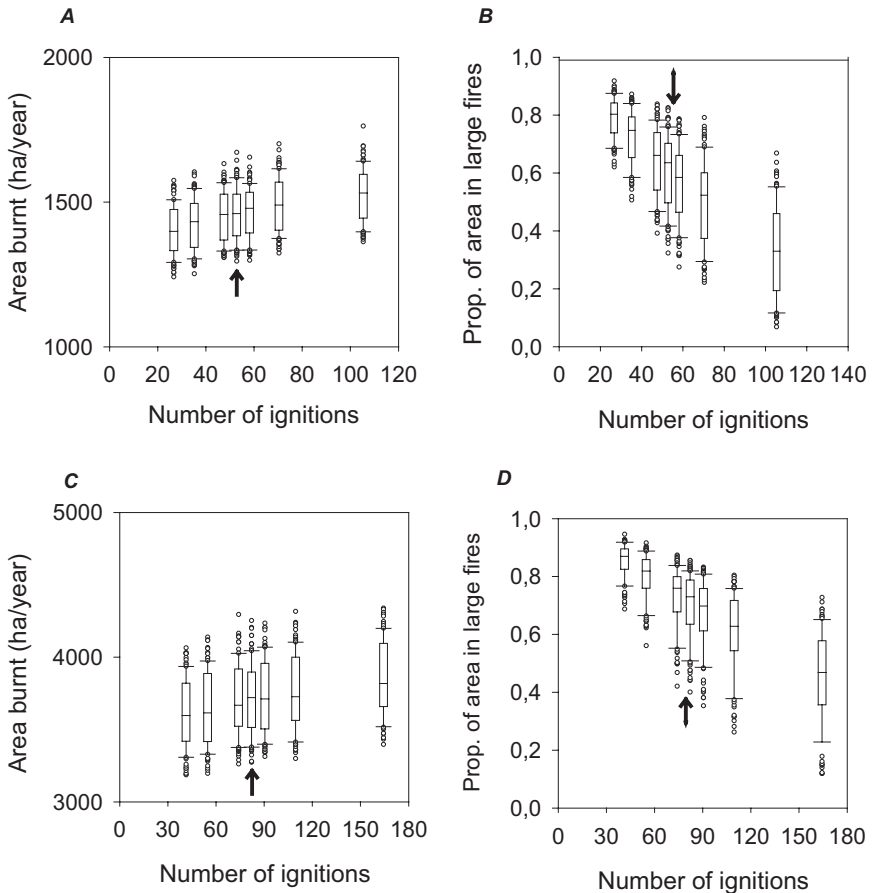 A
2000
1500
1000
Area burnt (ha/year)
0 20 40 60 80 100 120
Number of ignitions
B
1,0
0,8
0,6
0,4
0,2
0,0
Prop. of area in large fires
0 20 40 60 80 100 120 140
Number of ignitions
C
5000
4000
3000
Area burnt (ha/year)
0 30 60 90 120 150 180
Number of ignitions
D
1,0
0,8
0,6
0,4
0,2
0,0
Prop. of area in large fires
0 30 60 90 120 150 180
Number of ignitions